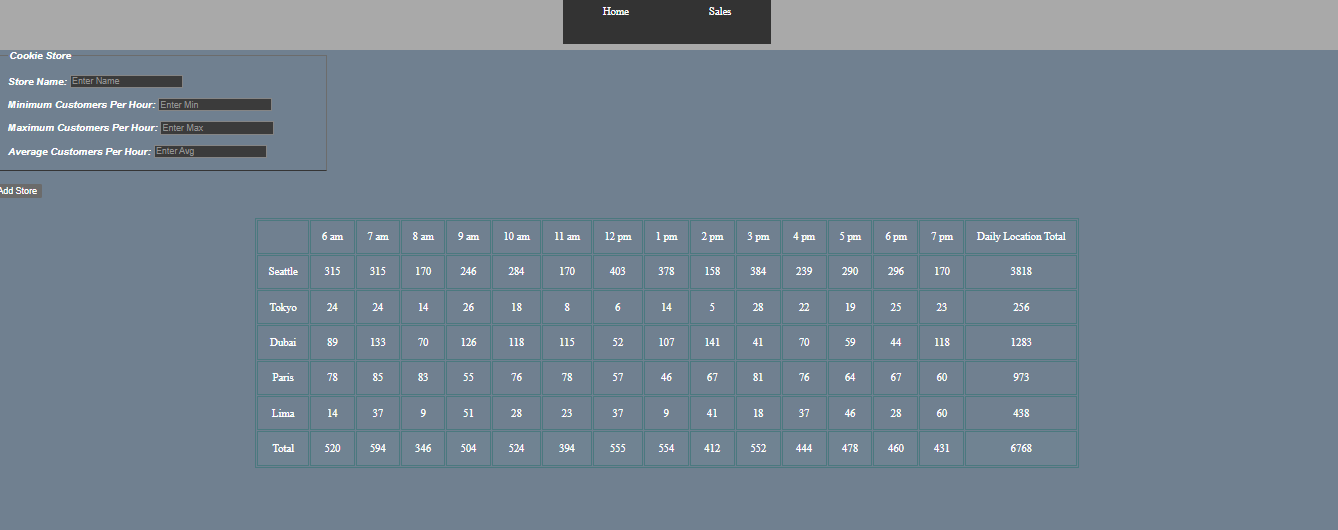 Home Sales
Cookie Store
Store Name: Enter Name
Minimum Customers Per Hour: Enter Min
Maximum Customers Per Hour: Enter Max
Average Customers Per Hour: Enter Avg
Add Store
6 am 7 am 8 am 9 am 10 am 11 am 12 pm 1 pm 2 pm 3 pm 4 pm 5 pm 6 pm 7 pm Daily Location Total
Seattle 315 315 170 246 284 170 403 378 158 384 239 290 296 170 3818
Tokyo 24 24 14 26 18 8 6 14 5 28 22 19 25 23 256
Dubai 89 133 70 126 118 115 52 107 141 41 70 59 44 118 1283
Paris 78 85 83 55 76 78 57 46 67 81 76 64 67 60 973
Lima 14 37 9 51 28 23 37 9 41 18 37 46 28 60 438
Total 520 594 346 504 524 394 555 554 412 552 444 478 460 431 6768